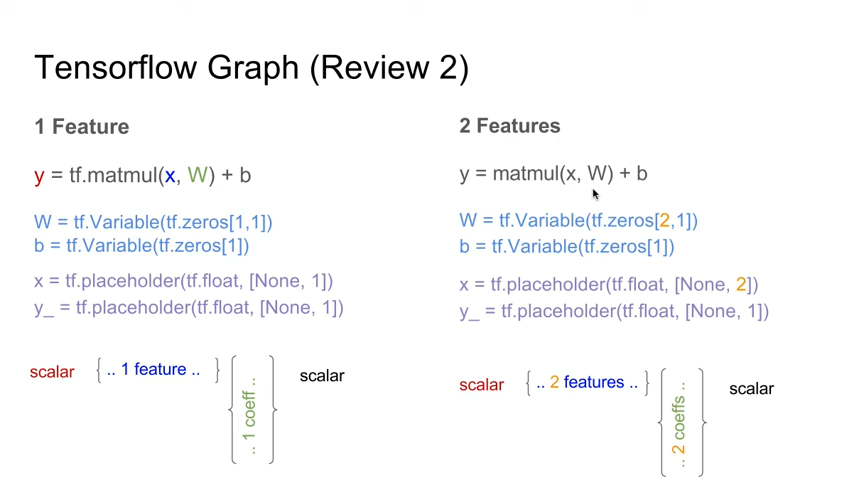 Tensorflow Graph (Review 2)
1 Feature
y = tf.matmul(x, W) + b
W = tf.Variable(tf.zeros[1,1])
b = tf.Variable(tf.zeros[1])
x = tf.placeholder(tf.float, [None, 1])
y_ = tf.placeholder(tf.float, [None, 1])
scalar { .. 1 feature .. } { .. 1 coeff .. } scalar
2 Features
y = matmul(x, W) + b
W = tf.Variable(tf.zeros[2,1])
b = tf.Variable(tf.zeros[1])
x = tf.placeholder(tf.float, [None, 2])
y_ = tf.placeholder(tf.float, [None, 1])
scalar { .. 2 features .. } { .. 2 coeffs .. } scalar